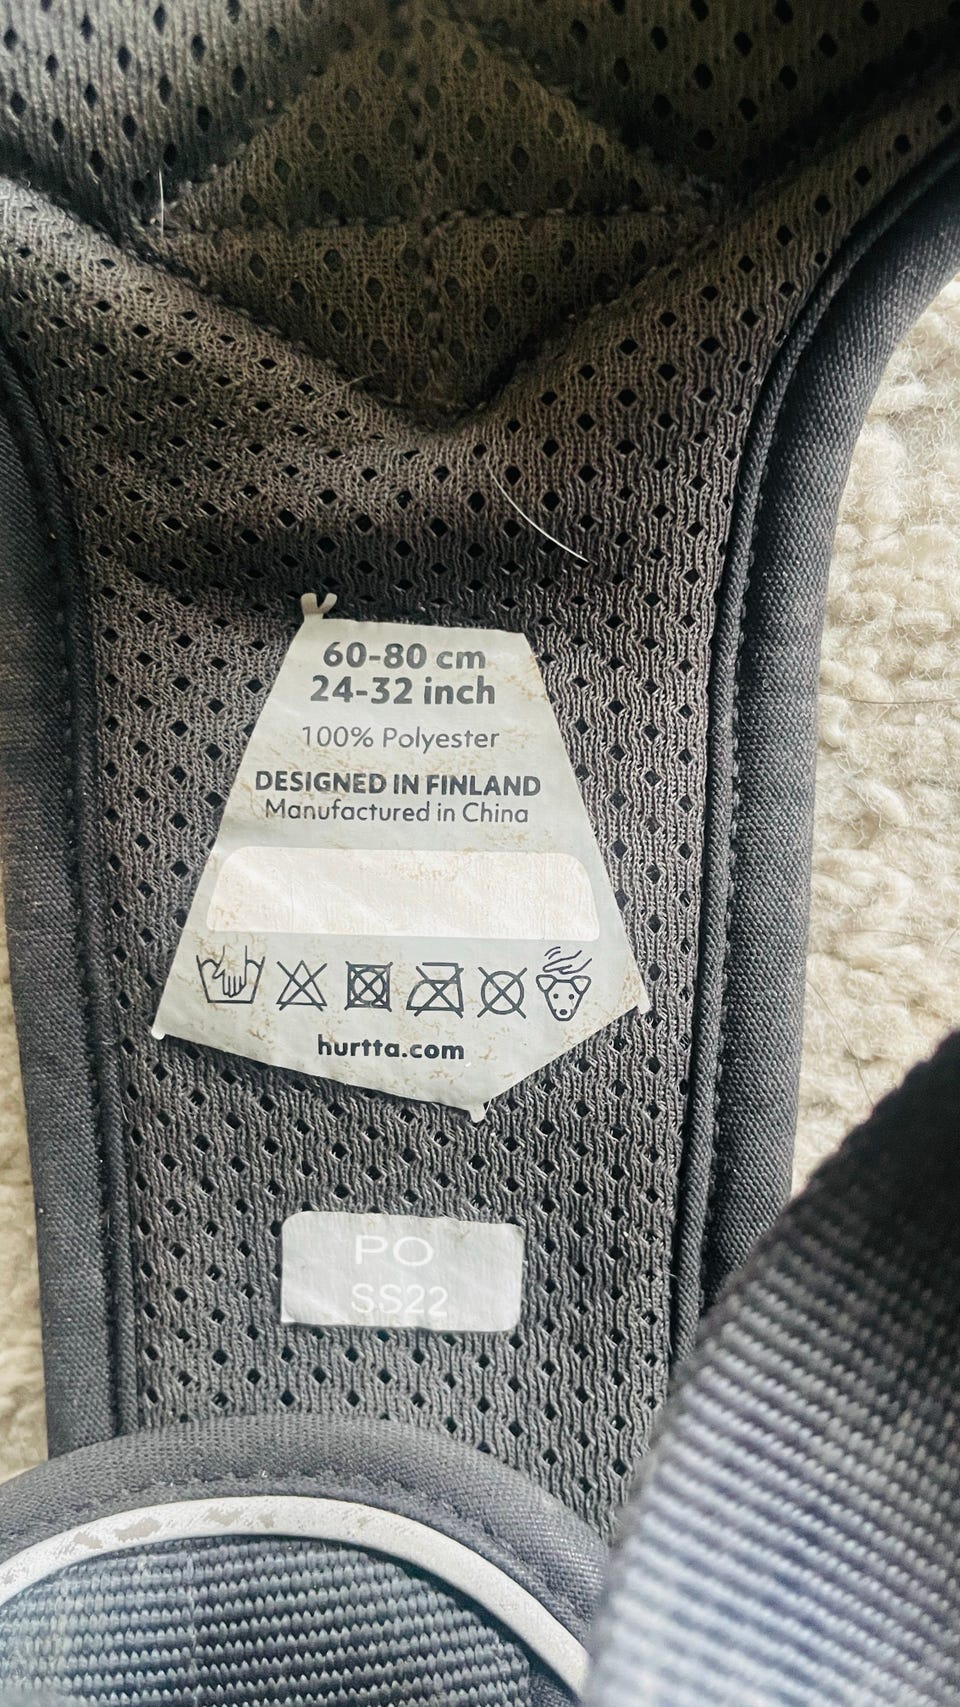 60-80 cm
24-32 inch
100% Polyester
DESIGNED IN FINLAND
Manufactured in China
hurtta.com
PO
SS22